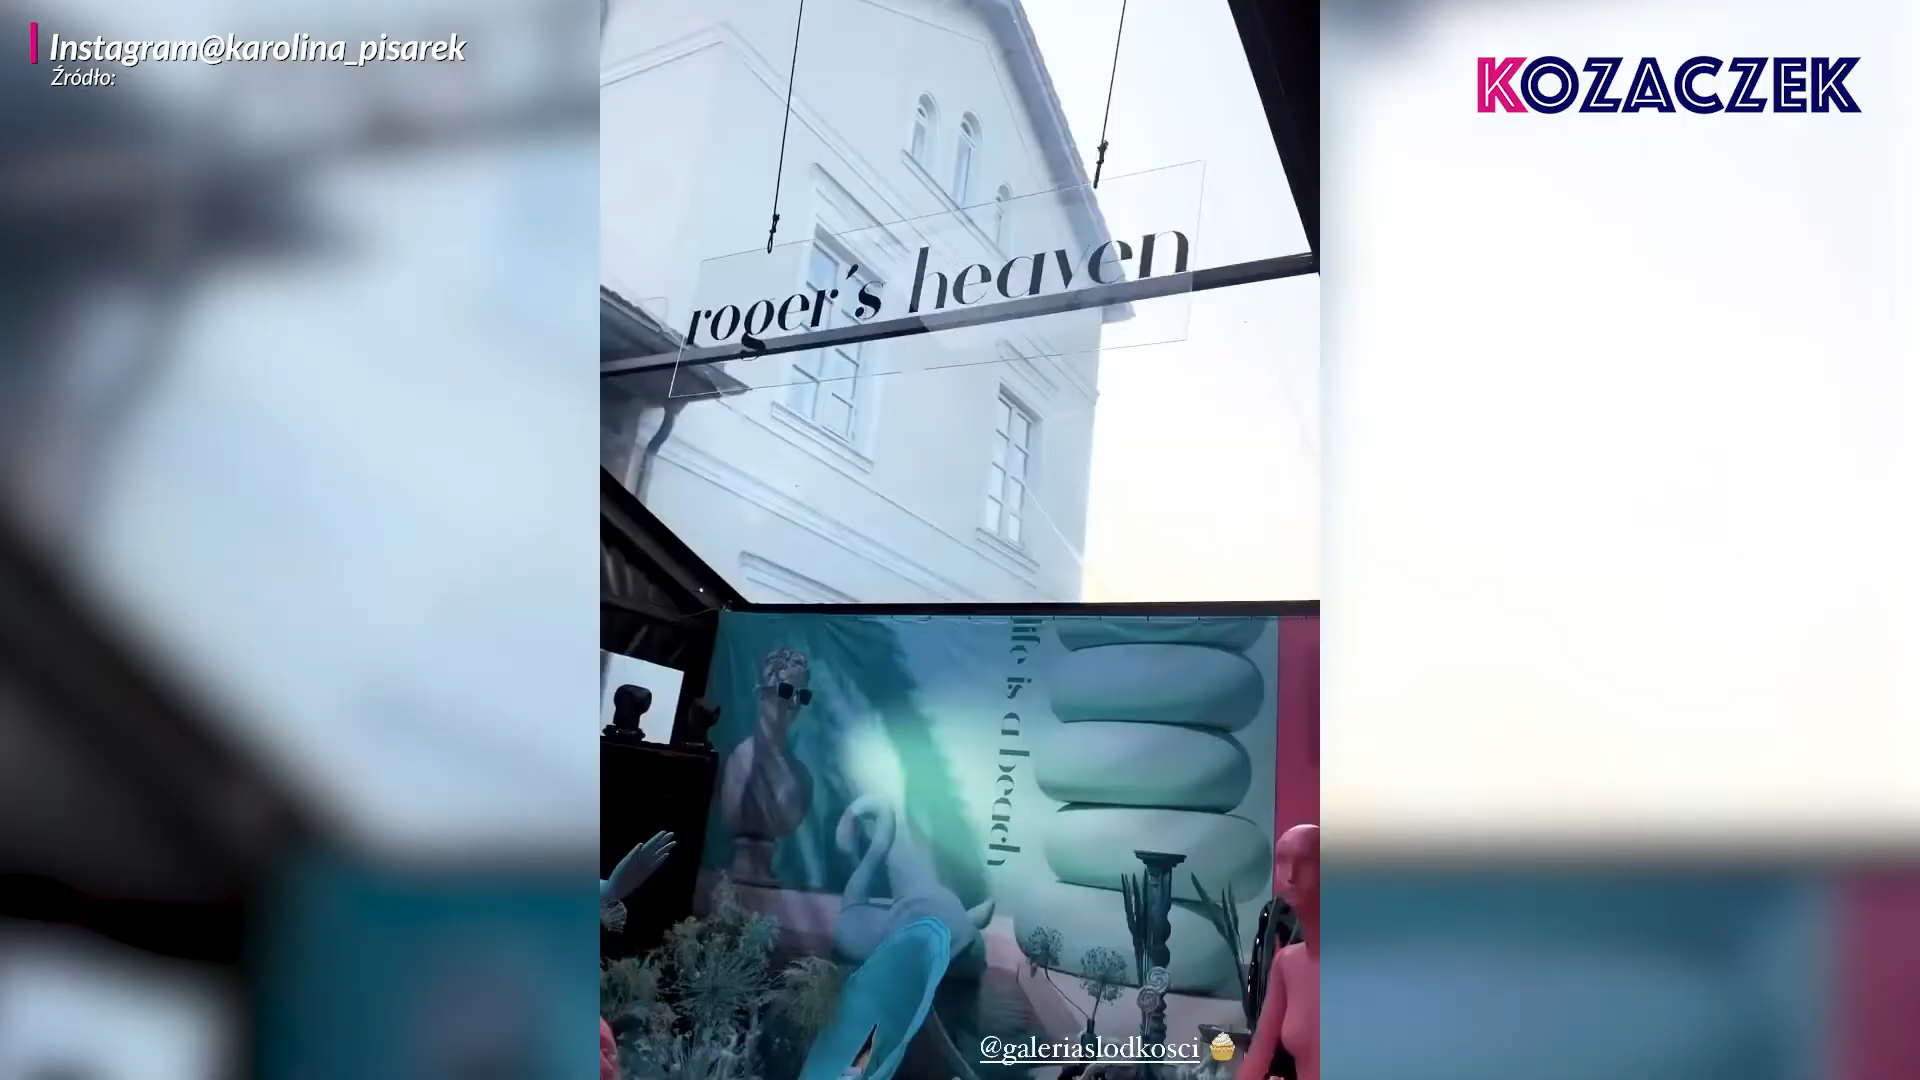 Instagram@karolina_pisarek
Źródło:
KOZACZEK
roger's heaven
life is a beach
@galeriaslodkosci